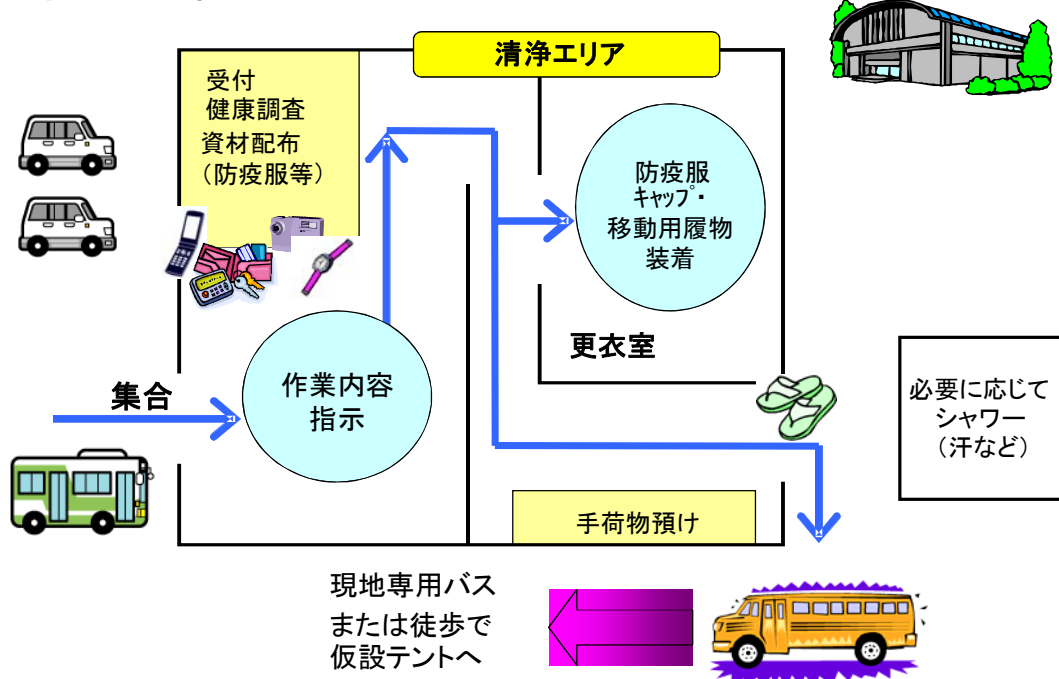 清浄エリア
受付
健康調査
資材配布
（防疫服等）
防疫服
ｷｬｯﾌﾟ・
移動用履物
装着
更衣室
集合
作業内容
指示
必要に応じて
シャワー
（汗など）
手荷物預け
現地専用バス
または徒歩で
仮設テントへ